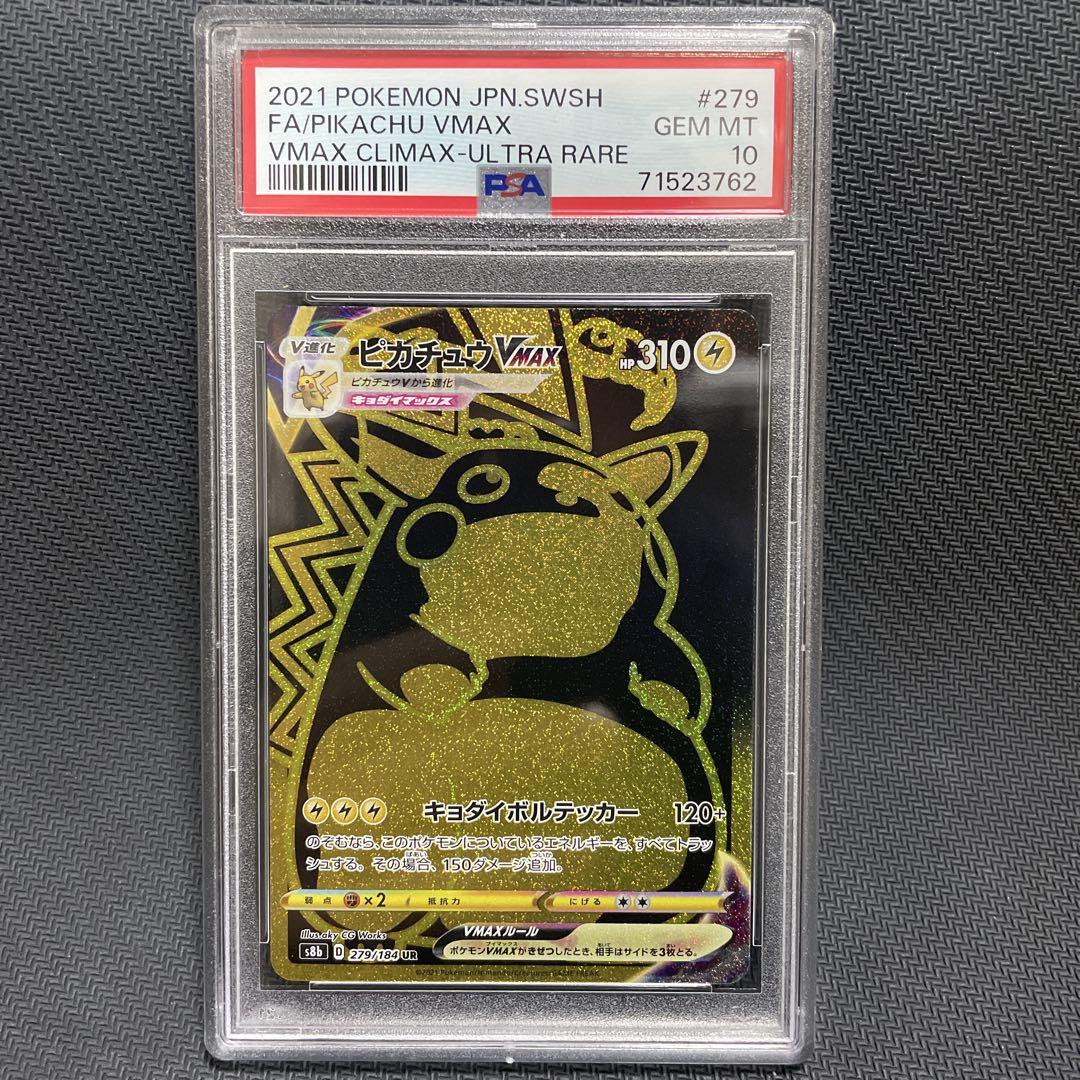 2021 POKEMON JPN.SWSH #279
FA/PIKACHU VMAX GEM MT
VMAX CLIMAX-ULTRA RARE 10
PSA 71523762
V進化 ピカチュウVMAX HP310
ピカチュウVから進化
キョダイマックス
キョダイボルテッカー 120+
のぞむなら、このポケモンについているエネルギーを、すべてトラッ
シュする。その場合、150ダメージ追加。
弱点 ×2 抵抗力 にげる
Illus.aky CG Works
VMAXルール
s8b D 279/184 UR
ポケモンVMAXがきぜつしたとき、相手はサイドを3枚とる。
©2021 Pokémon/Nintendo/Creatures/GAME FREAK